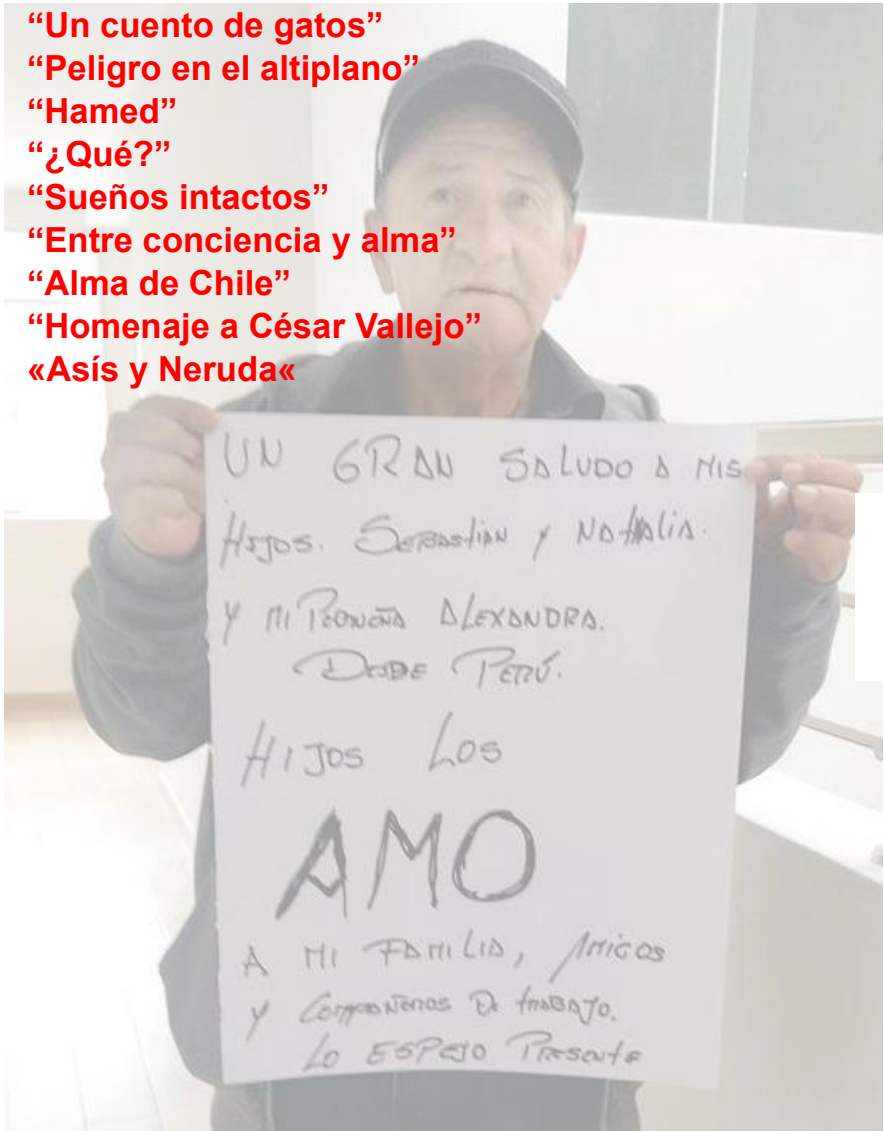 “Un cuento de gatos”
“Peligro en el altiplano”
“Hamed”
“¿Qué?”
“Sueños intactos”
“Entre conciencia y alma”
“Alma de Chile”
“Homenaje a César Vallejo”
«Asís y Neruda«
UN GRAN SALUDO A MIS
HIJOS. SEBASTIAN Y NATHALIA.
Y MI PEQUEÑA ALEXANDRA.
DESDE PERÚ.
HIJOS LOS
AMO
A MI FAMILIA, AMIGOS
Y COMPAÑEROS DE TRABAJO.
LO ESPEJO PRESENTE